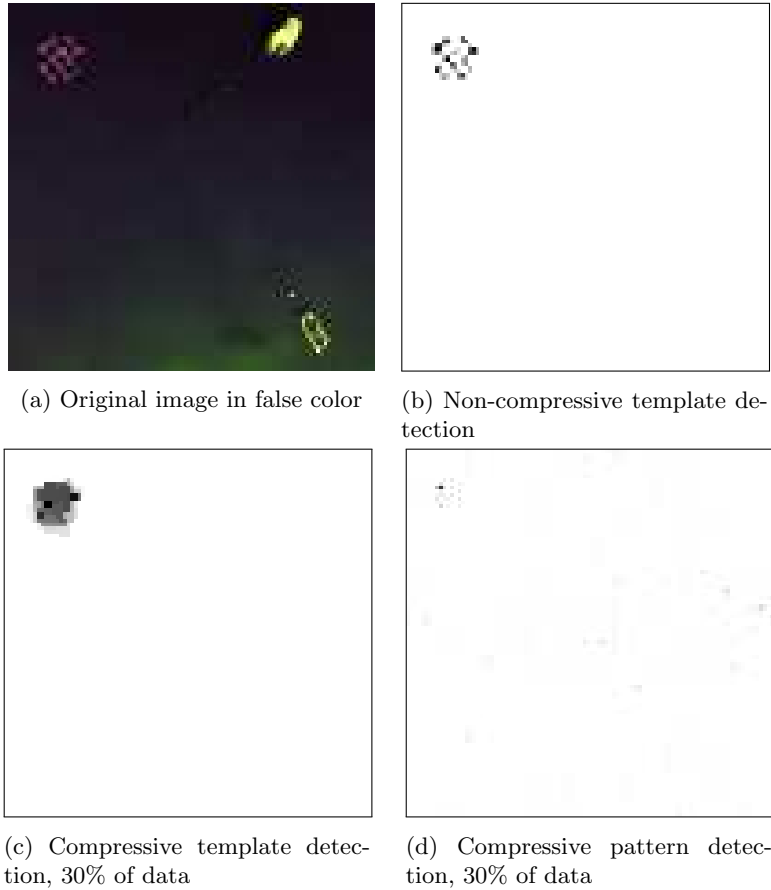 (a) Original image in false color
(b) Non-compressive template de-
tection
(c) Compressive template detec-
tion, 30% of data
(d) Compressive pattern detec-
tion, 30% of data